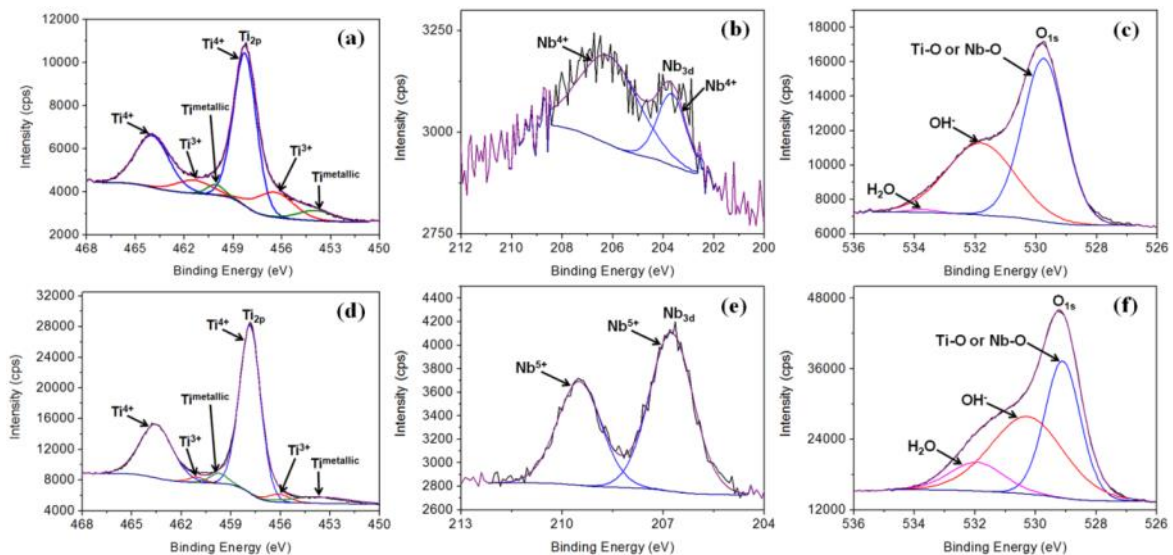 (a)
Ti2p
Ti4+
Ti4+
Timetallic
Ti3+
Ti3+
Timetallic
12000
10000
8000
6000
4000
2000
Intensity (cps)
468 465 462 459 456 453 450
Binding Energy (eV)
(b)
Nb4+
Nb3d
Nb4+
3250
3000
2750
Intensity (cps)
212 210 208 206 204 202 200
Binding Energy (eV)
(c)
O1s
Ti-O or Nb-O
OH-
H2O
18000
16000
14000
12000
10000
8000
6000
Intensity (cps)
536 534 532 530 528 526
Binding Energy (eV)
(d)
Ti2p
Ti4+
Ti4+
Timetallic
Ti3+
Ti3+
Timetallic
32000
28000
24000
20000
16000
12000
8000
4000
Intensity (cps)
468 465 462 459 456 453 450
Binding Energy (eV)
(e)
Nb3d
Nb5+
Nb5+
4400
4200
4000
3800
3600
3400
3200
3000
2800
2600
Intensity (cps)
213 210 207 204
Binding Energy (eV)
(f)
O1s
Ti-O or Nb-O
OH-
H2O
48000
36000
24000
12000
Intensity (cps)
536 534 532 530 528 526
Binding Energy (eV)